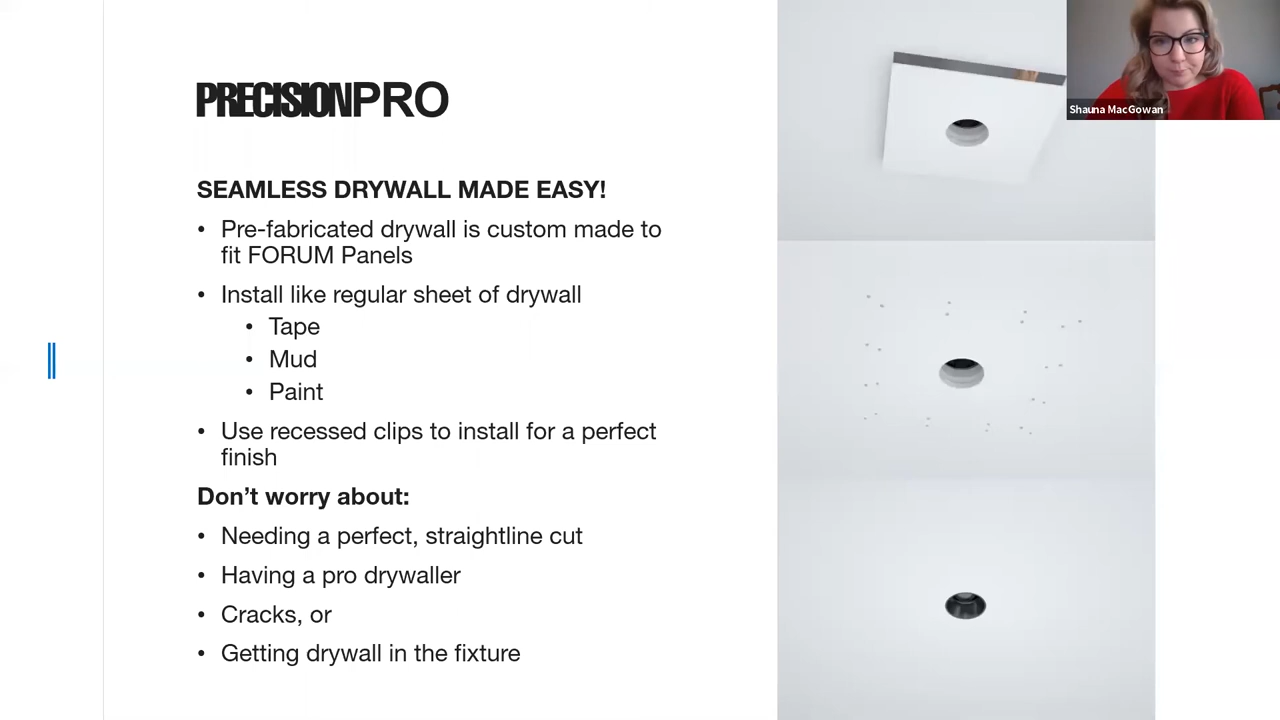 PRECISIONPRO
Shauna MacGowan
SEAMLESS DRYWALL MADE EASY!
• Pre-fabricated drywall is custom made to
fit FORUM Panels
• Install like regular sheet of drywall
• Tape
• Mud
• Paint
• Use recessed clips to install for a perfect
finish
Don’t worry about:
• Needing a perfect, straightline cut
• Having a pro drywaller
• Cracks, or
• Getting drywall in the fixture